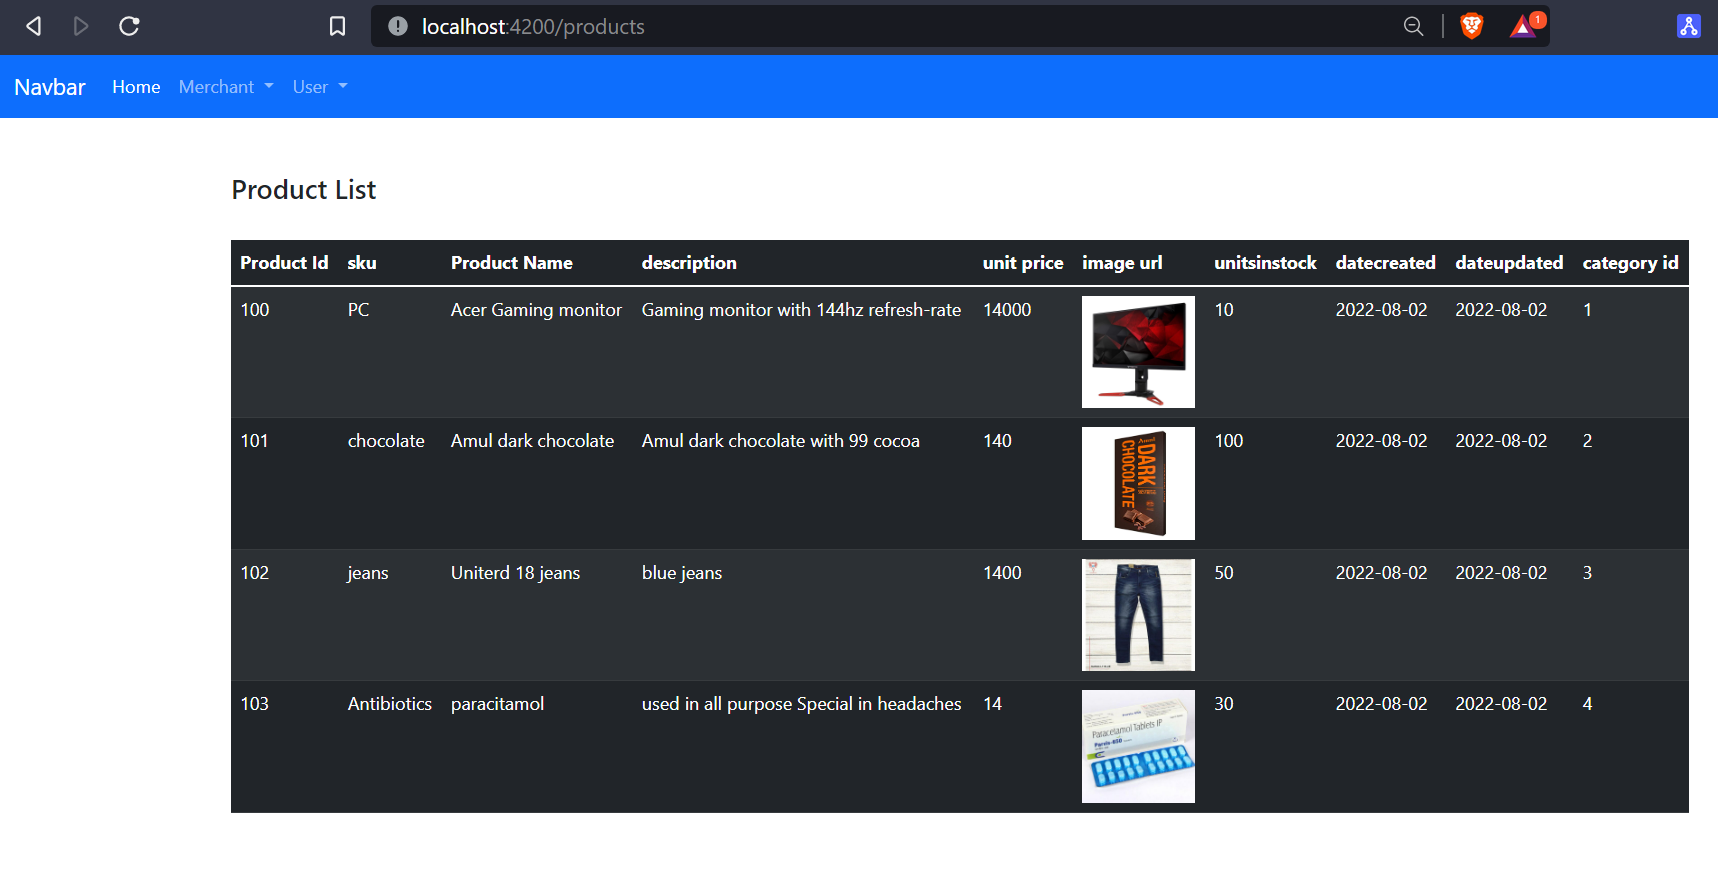 localhost:4200/products
1
Navbar Home Merchant User
Product List
Product Id sku Product Name description unit price image url unitsinstock datecreated dateupdated category id
100 PC Acer Gaming monitor Gaming monitor with 144hz refresh-rate 14000 10 2022-08-02 2022-08-02 1
101 chocolate Amul dark chocolate Amul dark chocolate with 99 cocoa 140 100 2022-08-02 2022-08-02 2
Amul
DARK
CHOCOLATE
102 jeans Uniterd 18 jeans blue jeans 1400 50 2022-08-02 2022-08-02 3
103 Antibiotics paracitamol used in all purpose Special in headaches 14 30 2022-08-02 2022-08-02 4
Paracetamol Tablets IP